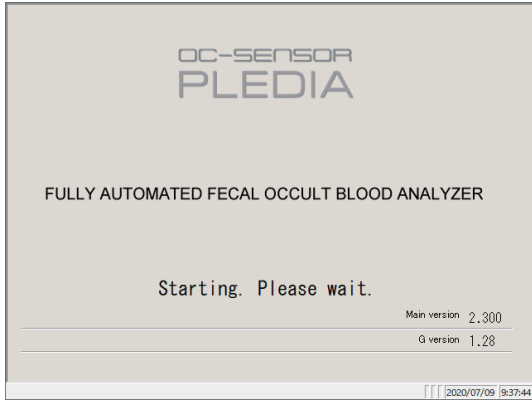 OC-SENSOR
PLEDIA
FULLY AUTOMATED FECAL OCCULT BLOOD ANALYZER
Starting. Please wait.
Main version 2.300
G version 1.28
2020/07/09 9:37:44